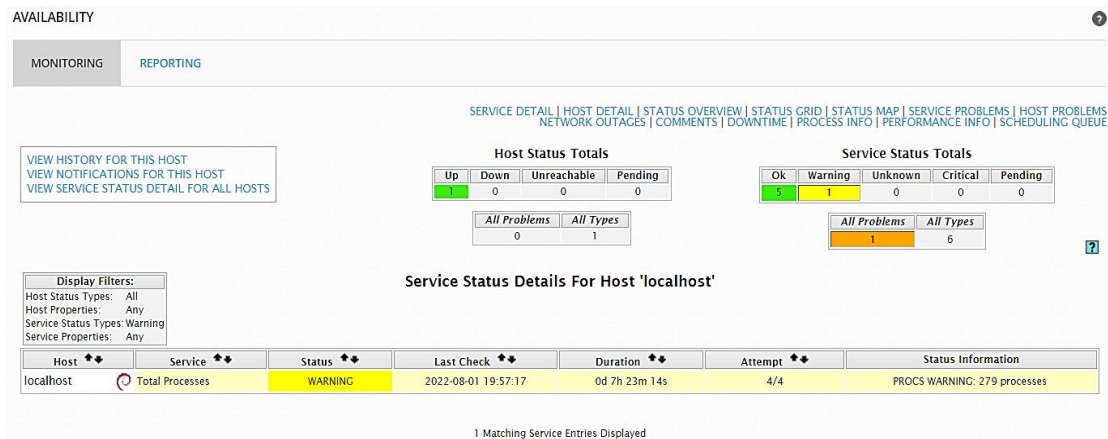 AVAILABILITY
MONITORING REPORTING
SERVICE DETAIL | HOST DETAIL | STATUS OVERVIEW | STATUS GRID | STATUS MAP | SERVICE PROBLEMS | HOST PROBLEMS
NETWORK OUTAGES | COMMENTS | DOWNTIME | PROCESS INFO | PERFORMANCE INFO | SCHEDULING QUEUE
VIEW HISTORY FOR THIS HOST
VIEW NOTIFICATIONS FOR THIS HOST
VIEW SERVICE STATUS DETAIL FOR ALL HOSTS
Host Status Totals
Up Down Unreachable Pending
1 0 0 0
All Problems All Types
0 1
Service Status Totals
Ok Warning Unknown Critical Pending
5 1 0 0 0
All Problems All Types
1 6
?
Display Filters:
Host Status Types: All
Host Properties: Any
Service Status Types: Warning
Service Properties: Any
Service Status Details For Host 'localhost'
Host Service Status Last Check Duration Attempt Status Information
localhost Total Processes WARNING 2022-08-01 19:57:17 0d 7h 23m 14s 4/4 PROCS WARNING: 279 processes
1 Matching Service Entries Displayed